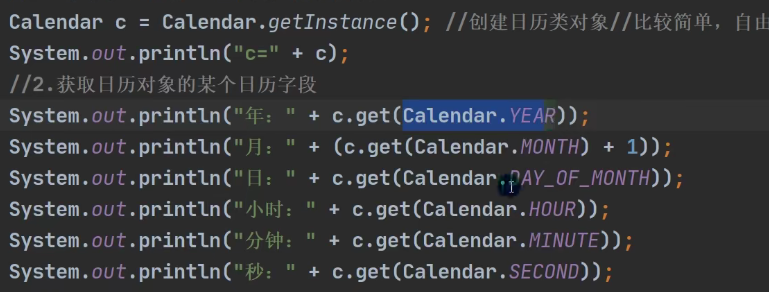 Calendar c = Calendar.getInstance(); //创建日历类对象//比较简单，自由
System.out.println("c=" + c);
//2.获取日历对象的某个日历字段
System.out.println("年：" + c.get(Calendar.YEAR));
System.out.println("月：" + (c.get(Calendar.MONTH) + 1));
System.out.println("日：" + c.get(Calendar.DAY_OF_MONTH));
System.out.println("小时：" + c.get(Calendar.HOUR));
System.out.println("分钟：" + c.get(Calendar.MINUTE));
System.out.println("秒：" + c.get(Calendar.SECOND));